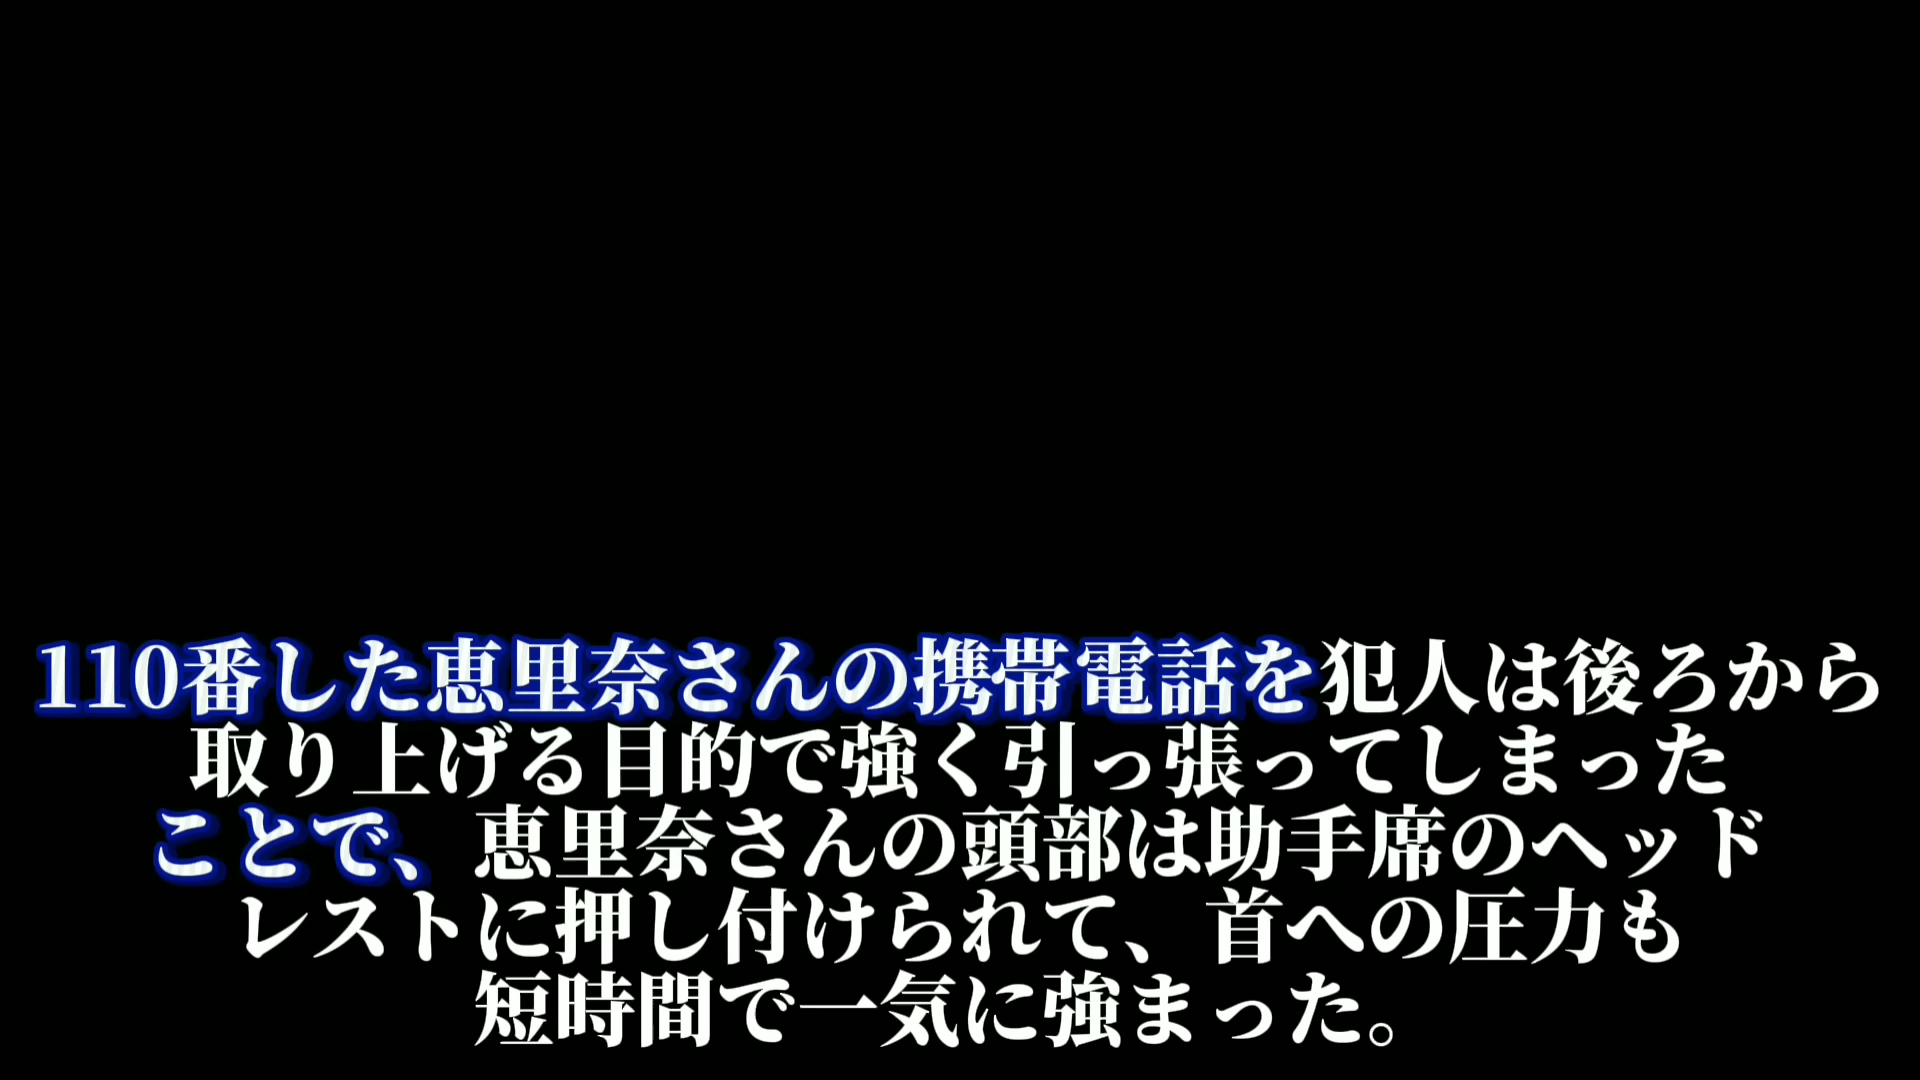 110番した恵里奈さんの携帯電話を犯人は後ろから
取り上げる目的で強く引っ張ってしまった
ことで、恵里奈さんの頭部は助手席のヘッド
レストに押し付けられて、首への圧力も
短時間で一気に強まった。